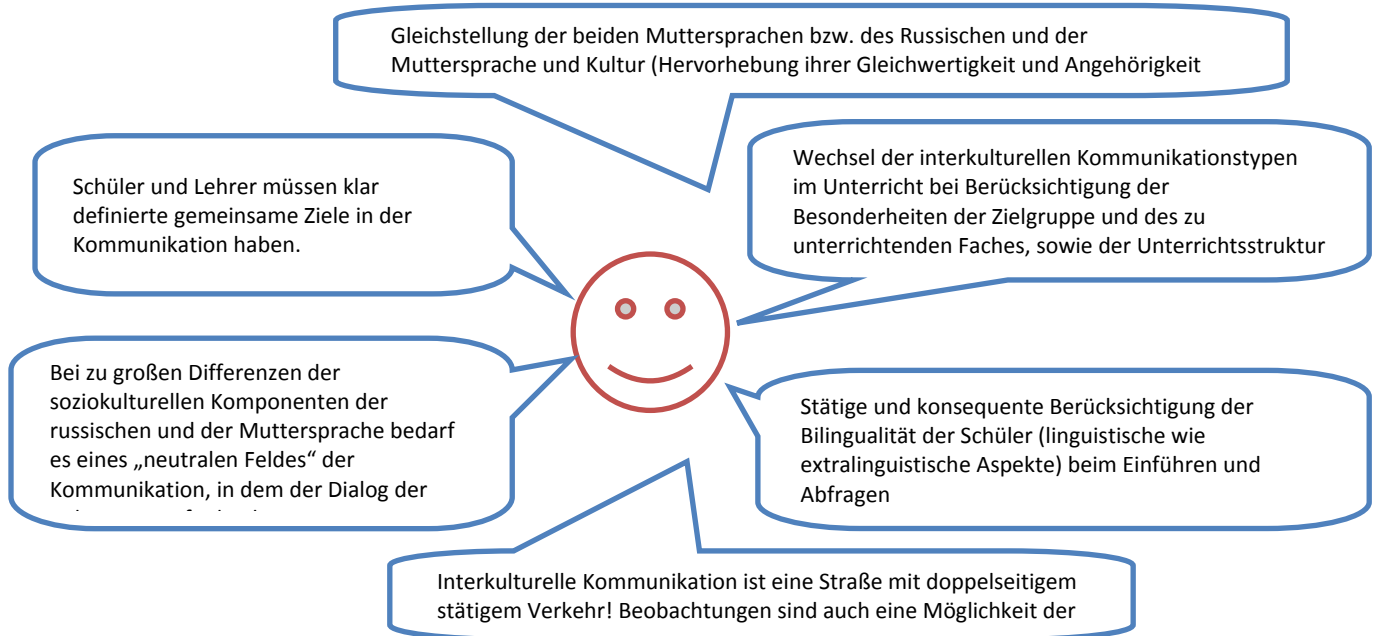 Gleichstellung der beiden Muttersprachen bzw. des Russischen und der
Muttersprache und Kultur (Hervorhebung ihrer Gleichwertigkeit und Angehörigkeit
Schüler und Lehrer müssen klar
definierte gemeinsame Ziele in der
Kommunikation haben.
Wechsel der interkulturellen Kommunikationstypen
im Unterricht bei Berücksichtigung der
Besonderheiten der Zielgruppe und des zu
unterrichtenden Faches, sowie der Unterrichtsstruktur
Bei zu großen Differenzen der
soziokulturellen Komponenten der
russischen und der Muttersprache bedarf
es eines „neutralen Feldes“ der
Kommunikation, in dem der Dialog der
Stätige und konsequente Berücksichtigung der
Bilingualität der Schüler (linguistische wie
extralinguistische Aspekte) beim Einführen und
Abfragen
Interkulturelle Kommunikation ist eine Straße mit doppelseitigem
stätigem Verkehr! Beobachtungen sind auch eine Möglichkeit der